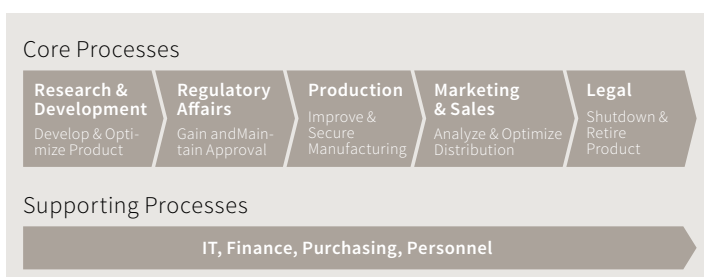 Core Processes
Research &
Development
Develop & Opti-
mize Product
Regulatory
Affairs
Gain andMain-
tain Approval
Production
Improve &
Secure
Manufacturing
Marketing
& Sales
Analyze & Optimize
Distribution
Legal
Shutdown &
Retire
Product
Supporting Processes
IT, Finance, Purchasing, Personnel